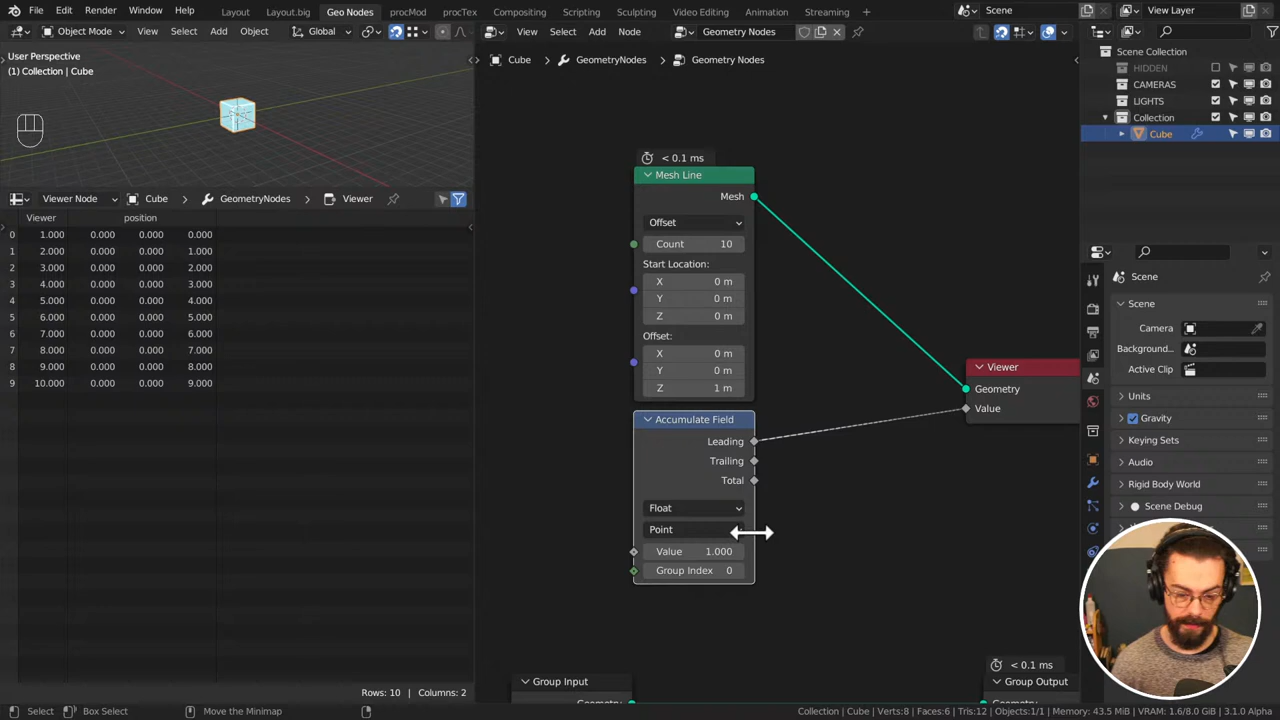 File Edit Render Window Help Layout Layout.big Geo Nodes procMod procTex Compositing Scripting Sculpting Video Editing Animation Streaming Scene View Layer
Object Mode View Select Add Object Global
View Select Add Node Geometry Nodes
User Perspective
(1) Collection | Cube
Cube GeometryNodes Geometry Nodes
Scene Collection
HIDDEN
CAMERAS
LIGHTS
Collection
Cube
Viewer Node Cube GeometryNodes Viewer
Viewer position
0 1.000 0.000 0.000 0.000
1 2.000 0.000 0.000 1.000
2 3.000 0.000 0.000 2.000
3 4.000 0.000 0.000 3.000
4 5.000 0.000 0.000 4.000
5 6.000 0.000 0.000 5.000
6 7.000 0.000 0.000 6.000
7 8.000 0.000 0.000 7.000
8 9.000 0.000 0.000 8.000
9 10.000 0.000 0.000 9.000
Rows: 10 | Columns: 2
< 0.1 ms
Mesh Line
Mesh
Offset
Count 10
Start Location:
X 0 m
Y 0 m
Z 0 m
Offset:
X 0 m
Y 0 m
Z 1 m
Accumulate Field
Leading
Trailing
Total
Float
Point
Value 1.000
Group Index 0
Viewer
Geometry
Value
Group Input
< 0.1 ms
Group Output
Scene
Scene
Camera
Background...
Active Clip
Units
Gravity
Keying Sets
Audio
Rigid Body World
Scene Debug
Select Box Select Move the Minimap
Collection | Cube | Verts:8 | Faces:6 | Tris:12 | Objects:1/1 | Memory: 43.5 MiB | VRAM: 1.6/8.0 GiB | 3.1.0 Alpha